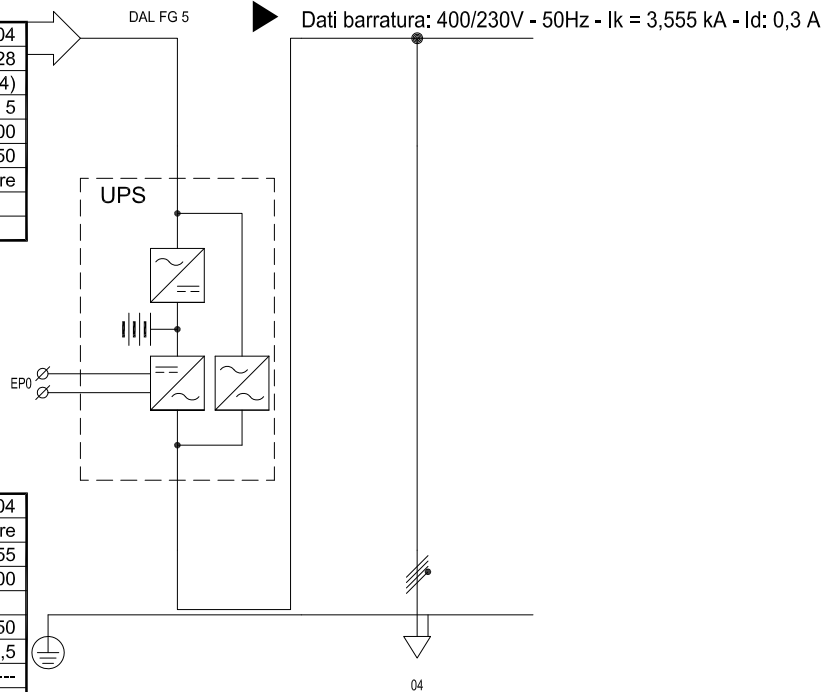 DAL FG 5
Dati barratura: 400/230V - 50Hz - Ik = 3,555 kA - Id: 0,3 A
04
28
4)
5
00
50
re
UPS
EP0
04
re
55
00
50
,5
---
04